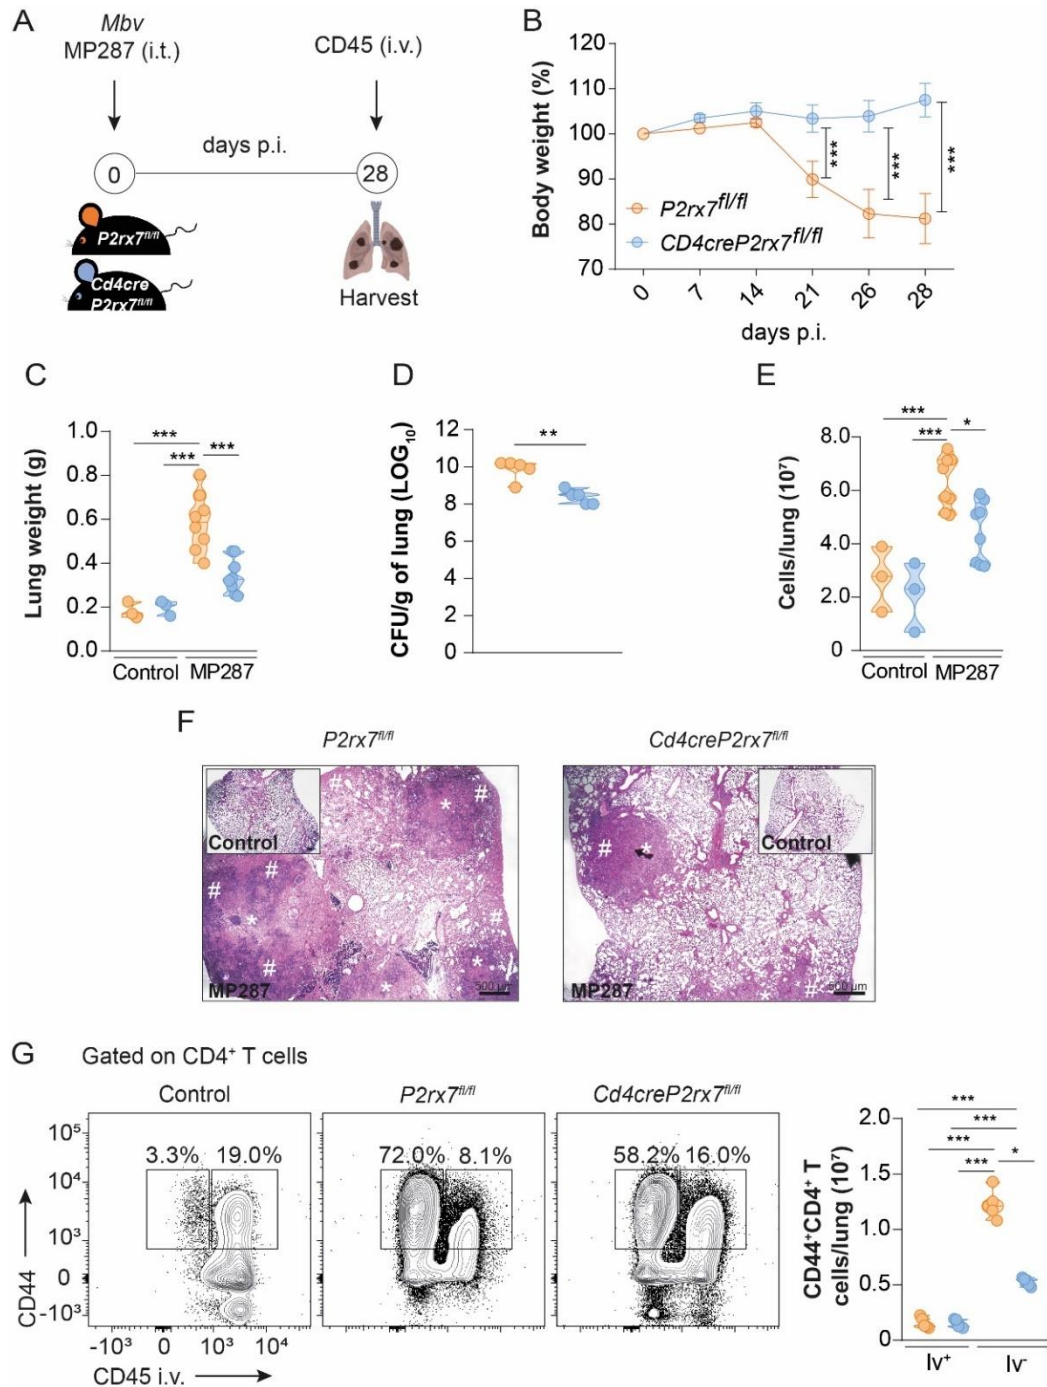 A
Mbv
MP287 (i.t.)
CD45 (i.v.)
days p.i.
0
28
P2rx7fl/fl
Cd4cre
P2rx7fl/fl
Harvest
B
Body weight (%)
110
100
90
80
70
***
***
***
P2rx7fl/fl
CD4creP2rx7fl/fl
0 7 14 21 26 28
days p.i.
C
Lung weight (g)
1.0
0.8
0.6
0.4
0.2
0.0
***
*** ***
Control MP287
D
CFU/g of lung (LOG10)
12
10
8
6
4
2
0
**
E
Cells/lung (10⁷)
8.0
6.0
4.0
2.0
0
***
*** *
Control MP287
F
P2rx7fl/fl
Cd4creP2rx7fl/fl
Control
Control
# # * # # # * # # * *
# * * #
MP287
500 µm
MP287
500 µm
G Gated on CD4⁺ T cells
Control
P2rx7fl/fl
Cd4creP2rx7fl/fl
3.3% 19.0%
72.0% 8.1%
58.2% 16.0%
10⁵
10⁴
10³
0
-10³
CD44
-10³ 0 10³ 10⁴
CD45 i.v.
CD44⁺CD4⁺ T
cells/lung (10⁷)
2.0
1.5
1.0
0.5
0
***
***
***
*** *
Iv⁺ Iv⁻